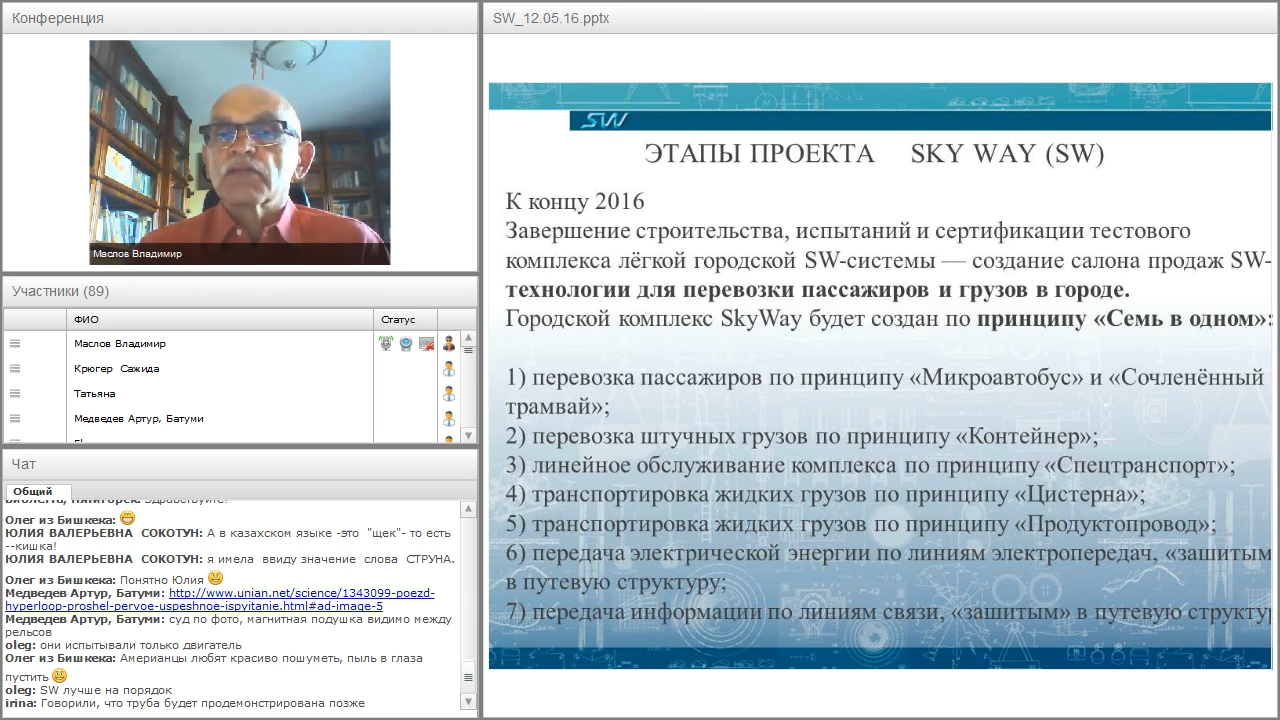 Конференция
Маслов Владимир
Участники (89)
ФИО
Статус
Маслов Владимир
Крюгер Сажида
Татьяна
Медведев Артур, Батуми
Чат
Общий
Виолетта, Пятигорск: Здравствуйте!
Олег из Бишкека:
ЮЛИЯ ВАЛЕРЬЕВНА СОКОТУН: А в казахском языке -это "щек"- то есть
--кишка!
ЮЛИЯ ВАЛЕРЬЕВНА СОКОТУН: я имела ввиду значение слова СТРУНА.
Олег из Бишкека: Понятно Юлия
Медведев Артур, Батуми: http://www.unian.net/science/1343099-poezd-
hyperloop-proshel-pervoe-uspeshnoe-ispyitanie.html#ad-image-5
Медведев Артур, Батуми: суд по фото, магнитная подушка видимо между
рельсов
oleg: они испытывали только двигатель
Олег из Бишкека: Америанцы любят красиво пошуметь, пыль в глаза
пустить
oleg: SW лучше на порядок
irina: Говорили, что труба будет продемонстрирована позже
SW_12.05.16.pptx
SW
ЭТАПЫ ПРОЕКТА SKY WAY (SW)
К концу 2016
Завершение строительства, испытаний и сертификации тестового
комплекса лёгкой городской SW-системы — создание салона продаж SW-
технологии для перевозки пассажиров и грузов в городе.
Городской комплекс SkyWay будет создан по принципу «Семь в одном»:
1) перевозка пассажиров по принципу «Микроавтобус» и «Сочленённый
трамвай»;
2) перевозка штучных грузов по принципу «Контейнер»;
3) линейное обслуживание комплекса по принципу «Спецтранспорт»;
4) транспортировка жидких грузов по принципу «Цистерна»;
5) транспортировка жидких грузов по принципу «Продуктопровод»;
6) передача электрической энергии по линиям электропередач, «зашитым
в путевую структуру;
7) передача информации по линиям связи, «зашитым» в путевую структур